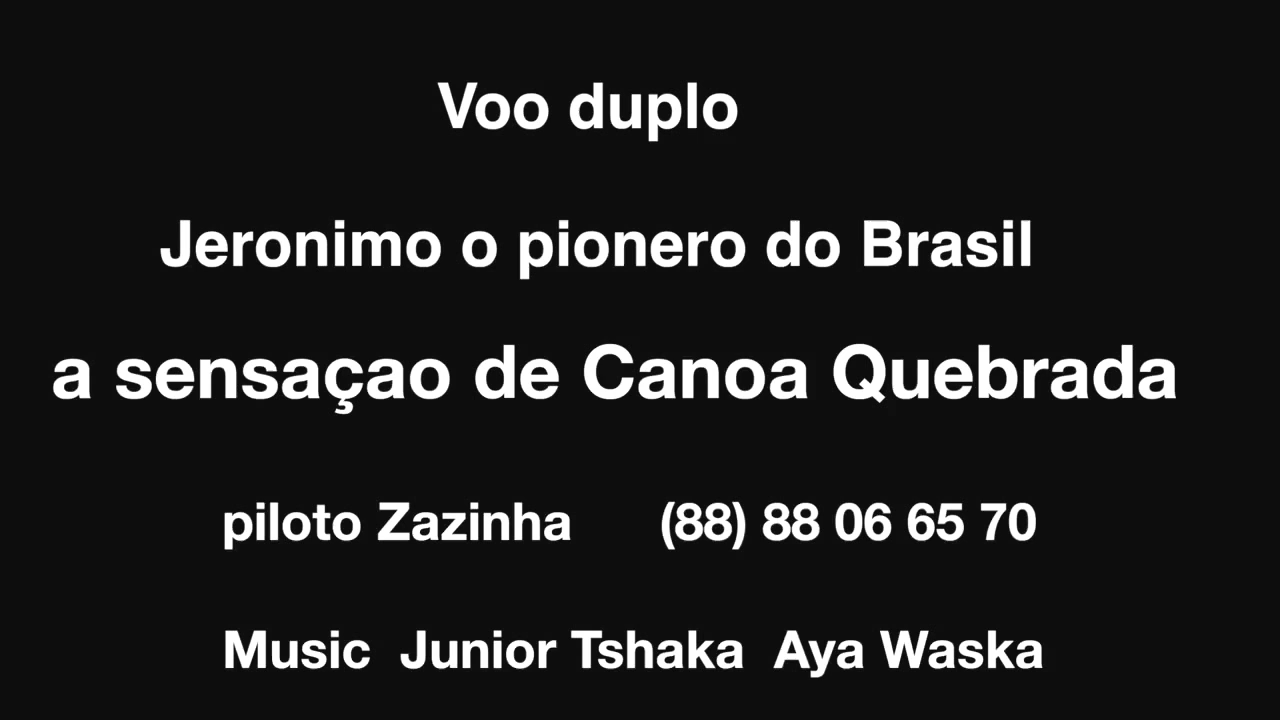 Voo duplo
Jeronimo o pionero do Brasil
a sensaçao de Canoa Quebrada
piloto Zazinha (88) 88 06 65 70
Music Junior Tshaka Aya Waska